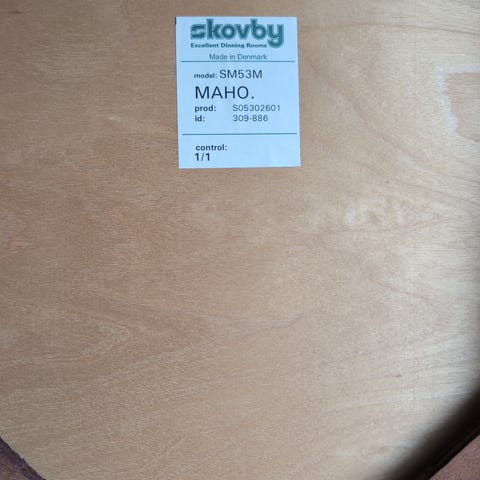 skovby
Excellent Dinning Rooms
Made in Denmark
model: SM53M
MAHO.
prod: S05302601
id: 309-886
control:
1/1